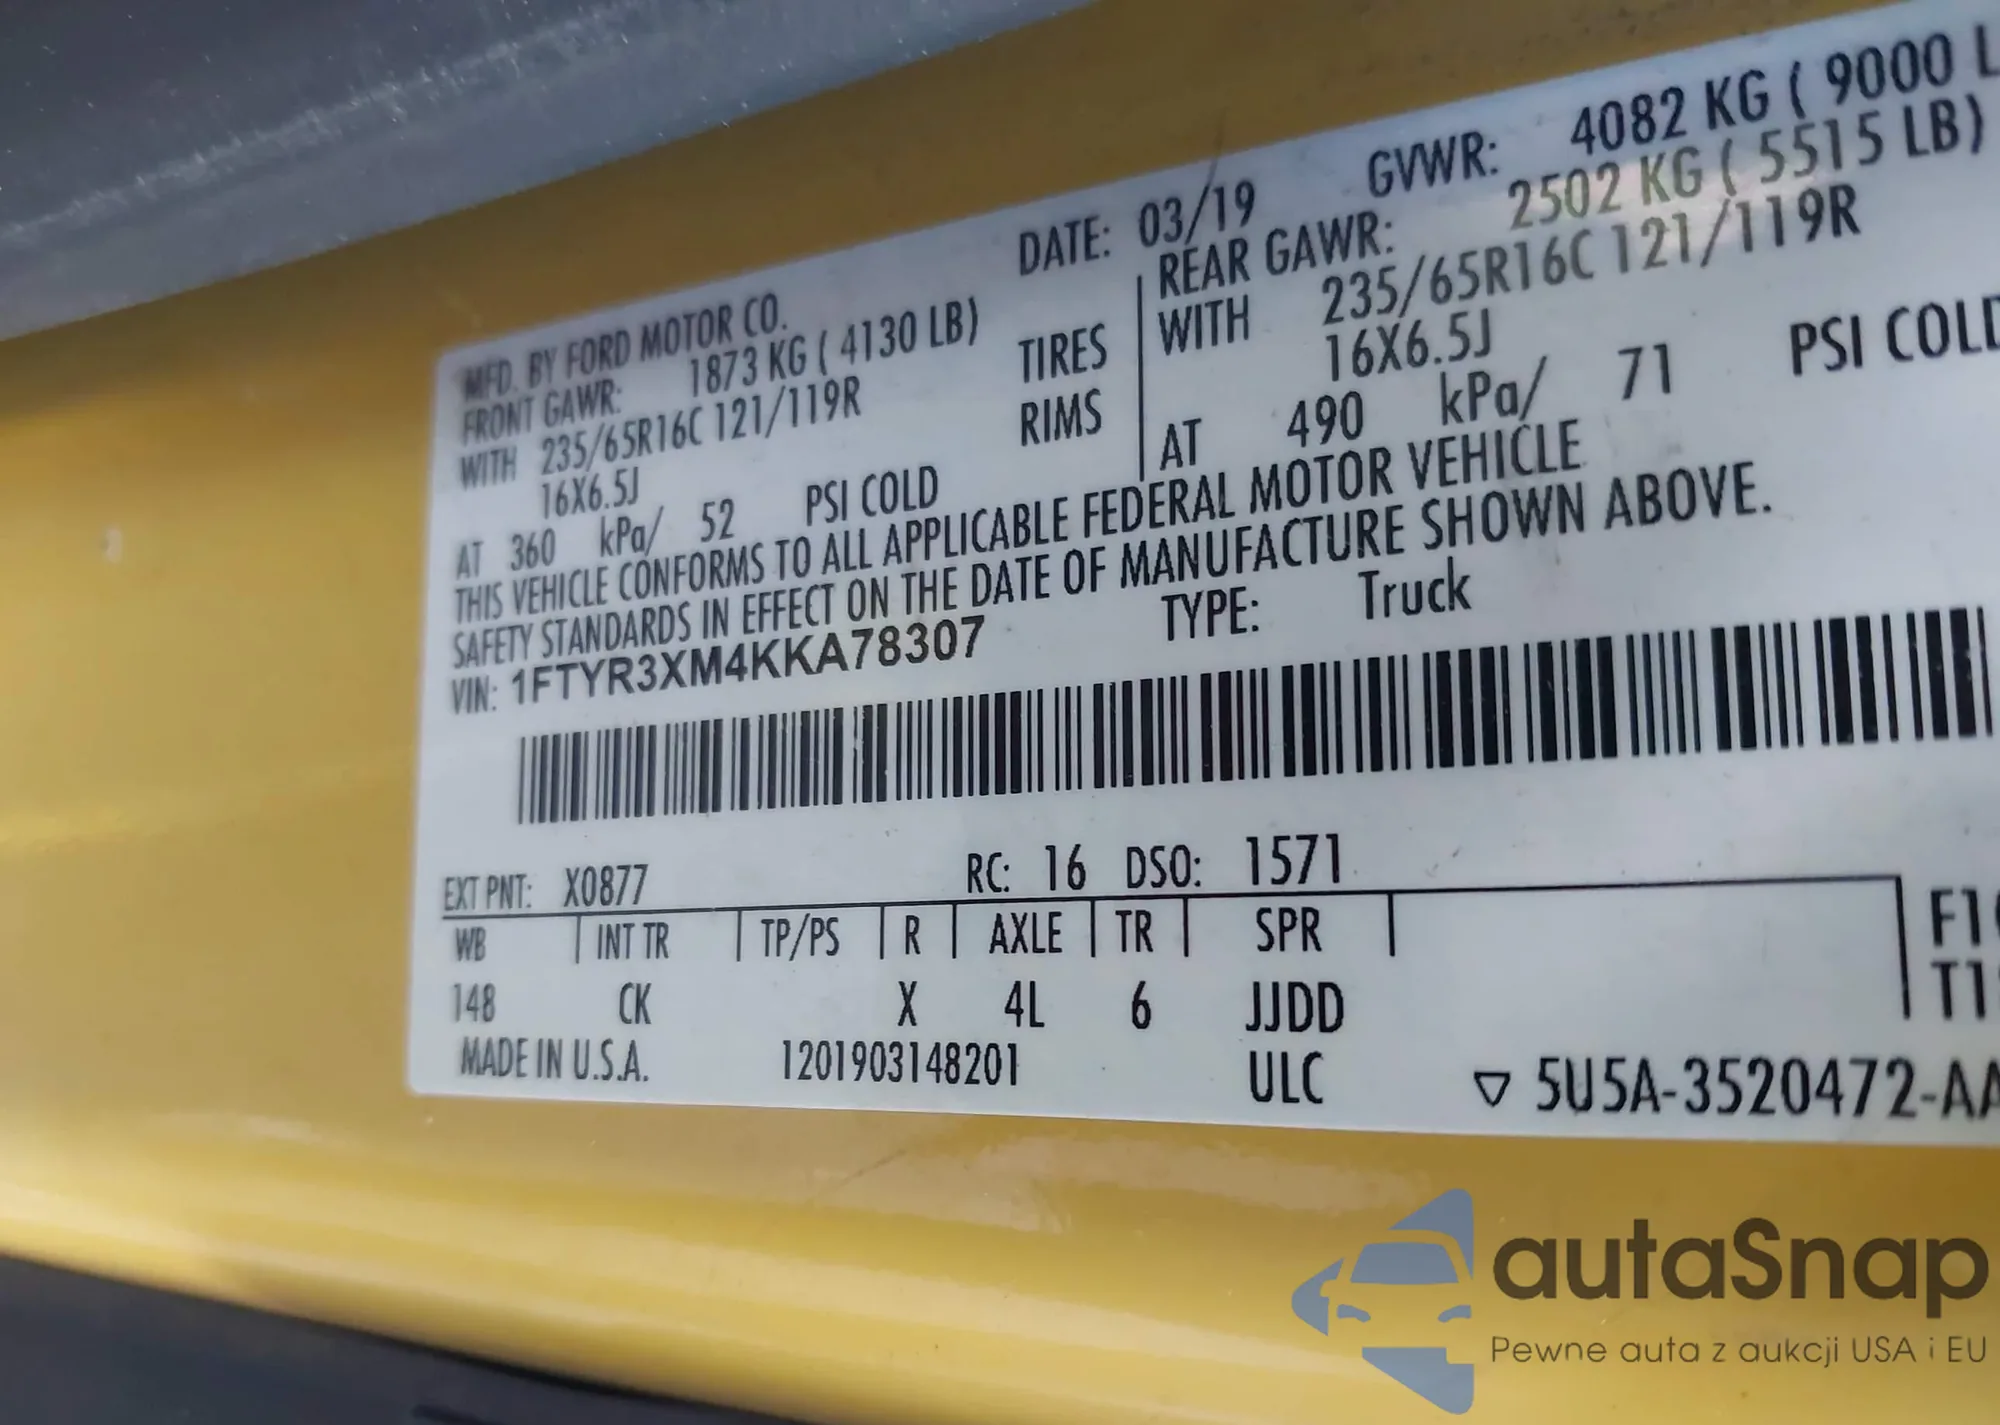 MFD. BY FORD MOTOR CO. DATE: 03/19 GVWR: 4082 KG ( 9000 L
FRONT GAWR: 1873 KG ( 4130 LB) REAR GAWR: 2502 KG ( 5515 LB)
WITH 235/65R16C 121/119R TIRES WITH 235/65R16C 121/119R
16X6.5J RIMS 16X6.5J
AT 360 kPa/ 52 PSI COLD AT 490 kPa/ 71 PSI COLD
THIS VEHICLE CONFORMS TO ALL APPLICABLE FEDERAL MOTOR VEHICLE
SAFETY STANDARDS IN EFFECT ON THE DATE OF MANUFACTURE SHOWN ABOVE.
VIN: 1FTYR3XM4KKA78307 TYPE: Truck
EXT PNT: X0877 RC: 16 DSO: 1571
WB INT TR TP/PS R AXLE TR SPR
148 CK X 4L 6 JJDD
MADE IN U.S.A. 1201903148201 ULC ▽ 5U5A-3520472-AA
autaSnap
Pewne auta z aukcji USA i EU